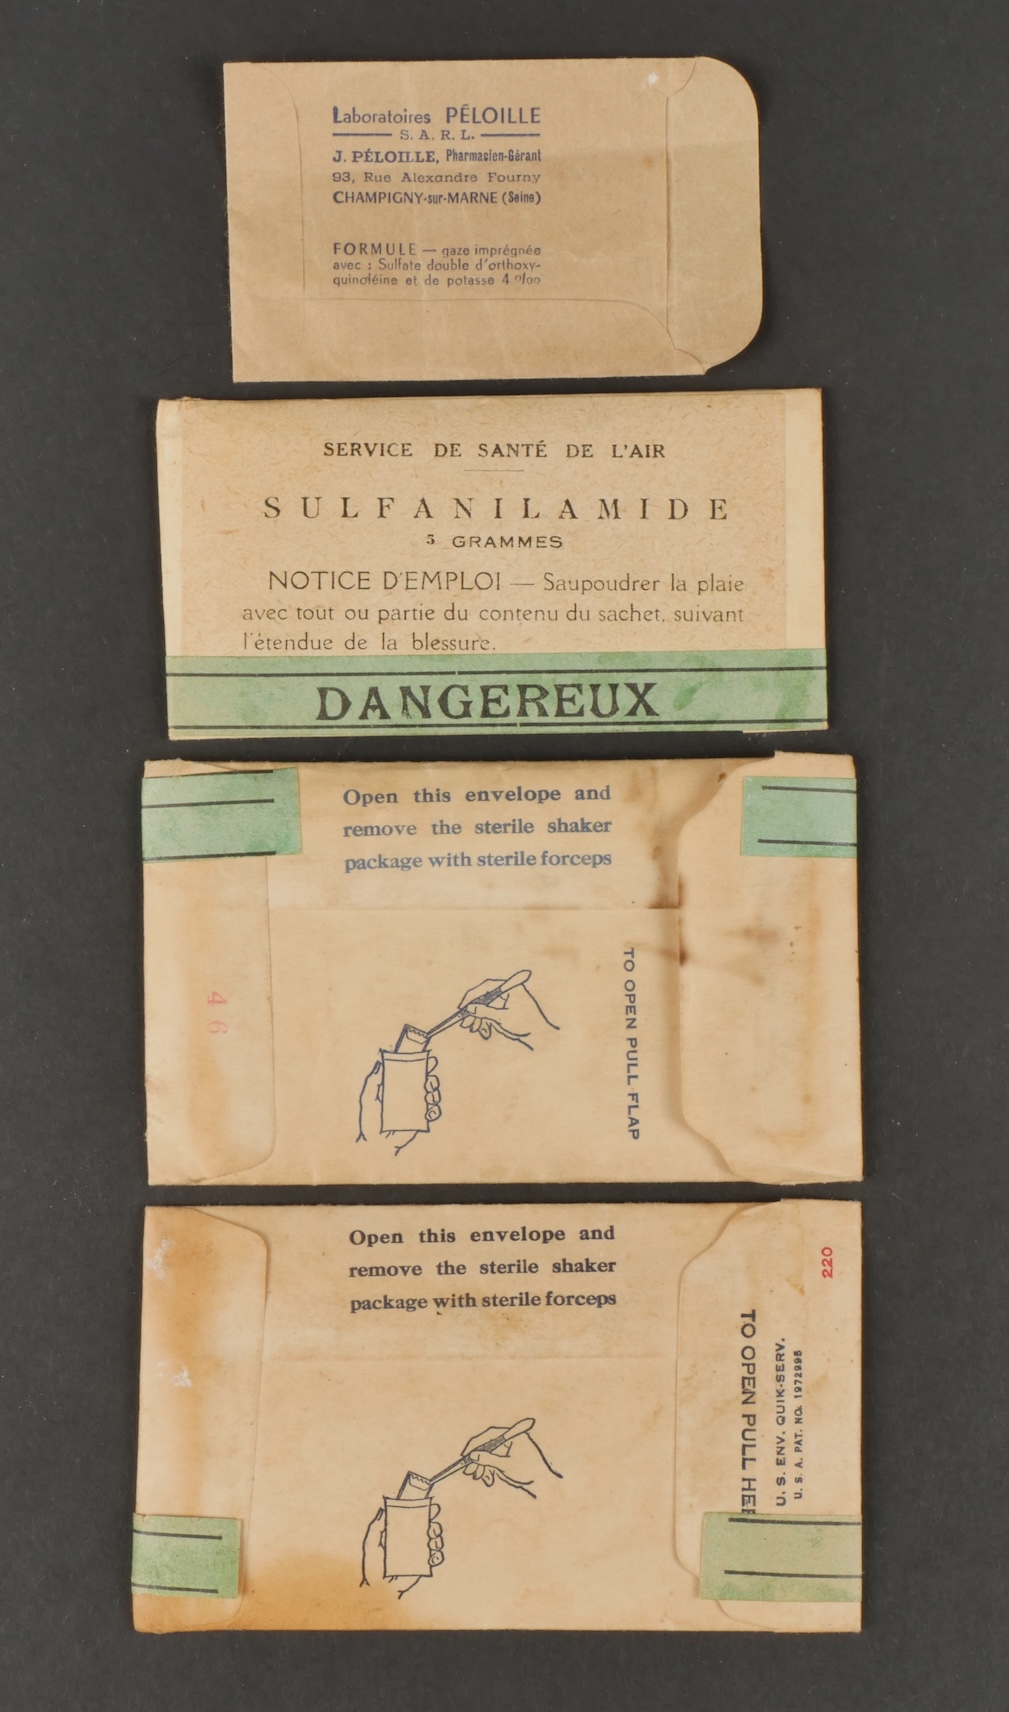 Laboratoires PÉLOILLE
S. A. R. L.
J. PÉLOILLE, Pharmacien-Gérant
93, Rue Alexandre Fourny
CHAMPIGNY-sur-MARNE (Seine)
FORMULE — gaze imprégnée
avec : Sulfate double d'orthoxy-
quinoléine et de potasse 4 º/oo
SERVICE DE SANTÉ DE L'AIR
SULFANILAMIDE
5 GRAMMES
NOTICE D'EMPLOI — Saupoudrer la plaie
avec tout ou partie du contenu du sachet, suivant
l'étendue de la blessure.
DANGEREUX
Open this envelope and
remove the sterile shaker
package with sterile forceps
TO OPEN PULL FLAP
46
Open this envelope and
remove the sterile shaker
package with sterile forceps
220
TO OPEN PULL HER
U. S. ENV. QUIK-SERV.
U. S. A. PAT. NO. 1972995